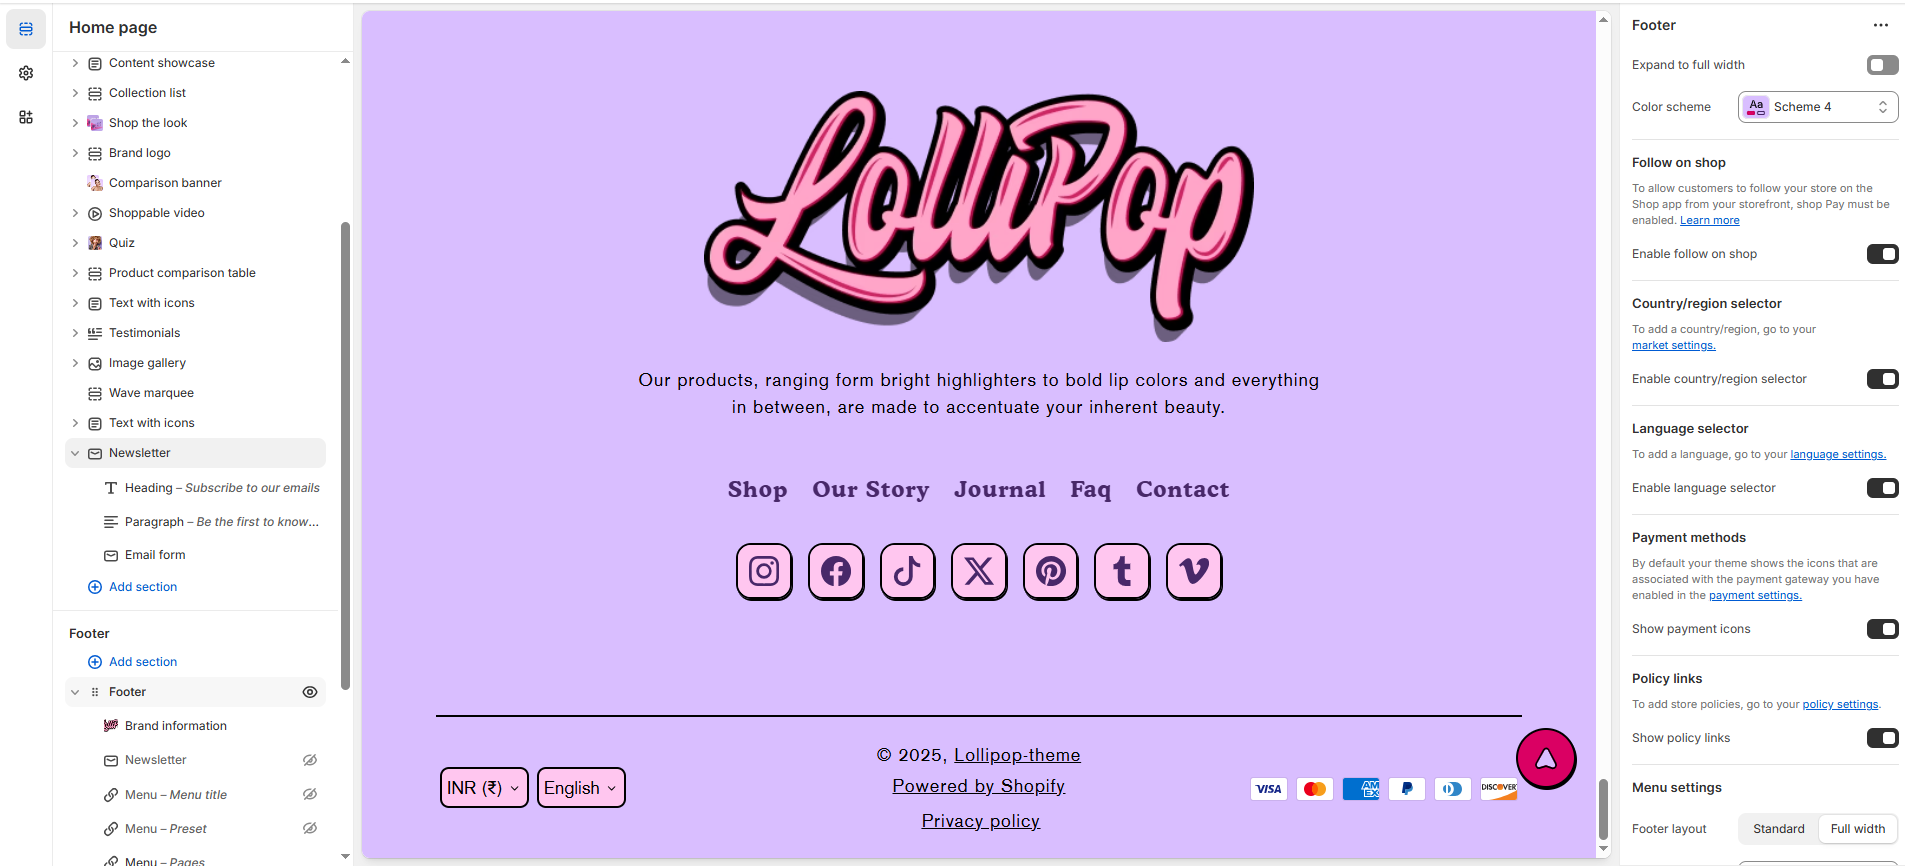 Home page
Content showcase
Collection list
Shop the look
Brand logo
Comparison banner
Shoppable video
Quiz
Product comparison table
Text with icons
Testimonials
Image gallery
Wave marquee
Text with icons
Newsletter
Heading – Subscribe to our emails
Paragraph – Be the first to know...
Email form
Add section
Footer
Add section
Footer
Brand information
Newsletter
Menu – Menu title
Menu – Preset
Menu – Pages
LolliPop
Our products, ranging form bright highlighters to bold lip colors and everything
in between, are made to accentuate your inherent beauty.
Shop Our Story Journal Faq Contact
INR (₹) English
© 2025, Lollipop-theme
Powered by Shopify
Privacy policy
VISA AMEX DISCOVER
Footer
Expand to full width
Color scheme Aa Scheme 4
Follow on shop
To allow customers to follow your store on the
Shop app from your storefront, shop Pay must be
enabled. Learn more
Enable follow on shop
Country/region selector
To add a country/region, go to your
market settings.
Enable country/region selector
Language selector
To add a language, go to your language settings.
Enable language selector
Payment methods
By default your theme shows the icons that are
associated with the payment gateway you have
enabled in the payment settings.
Show payment icons
Policy links
To add store policies, go to your policy settings.
Show policy links
Menu settings
Footer layout Standard Full width